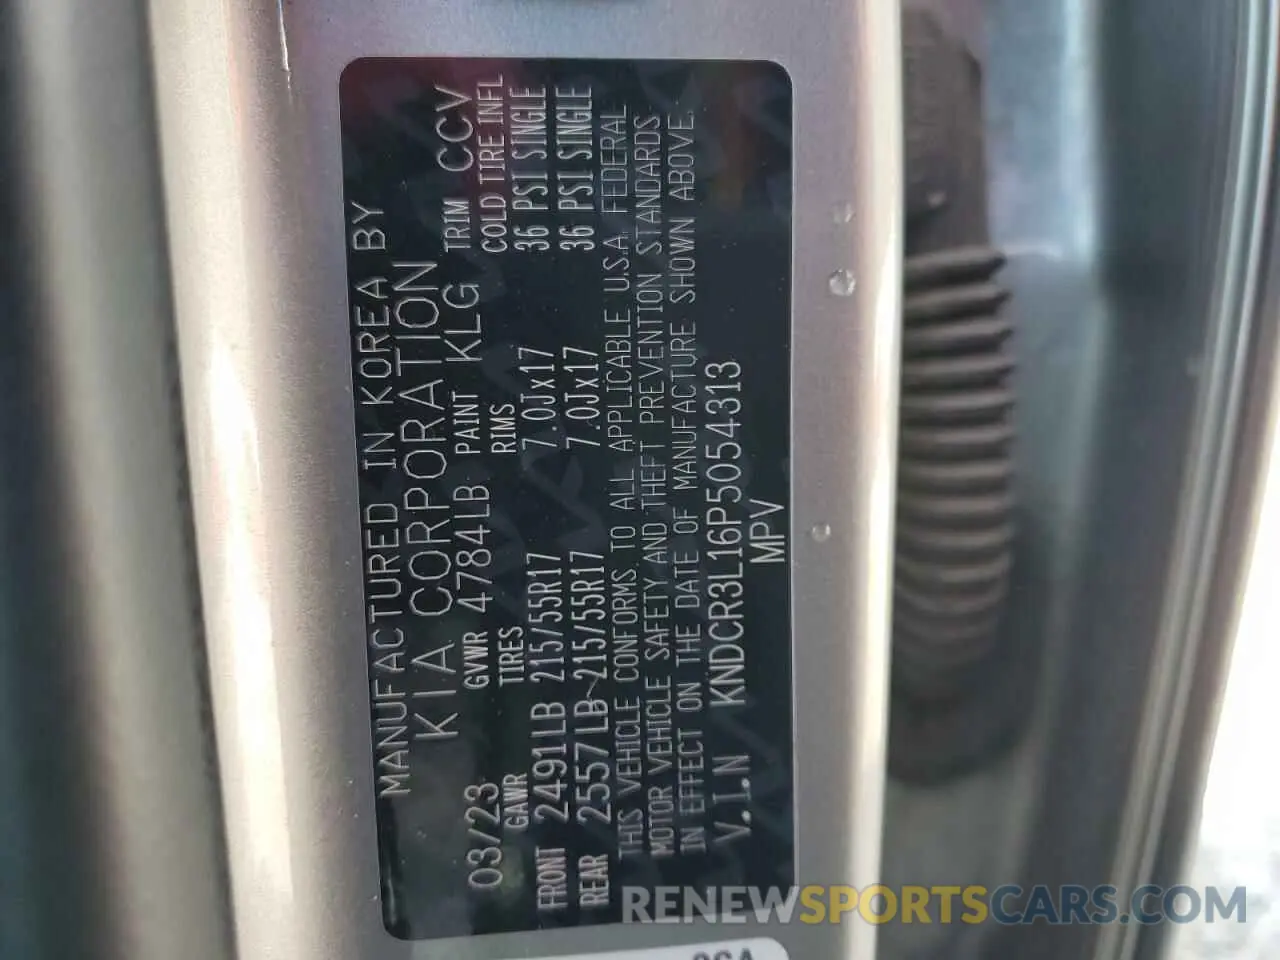 MANUFACTURED IN KOREA BY
KIA CORPORATION
03/23 GVWR 4784LB PAINT KLG TRIM CCV
GAWR TIRES RIMS COLD TIRE INFL
FRONT 2491LB 215/55R17 7.0Jx17 36 PSI SINGLE
REAR 2557LB 215/55R17 7.0Jx17 36 PSI SINGLE
THIS VEHICLE CONFORMS TO ALL APPLICABLE U.S.A. FEDERAL
MOTOR VEHICLE SAFETY AND THEFT PREVENTION STANDARDS
IN EFFECT ON THE DATE OF MANUFACTURE SHOWN ABOVE.
V.I.N KNDCR3L16P5054313
MPV
RENEWSPORTSCARS.COM